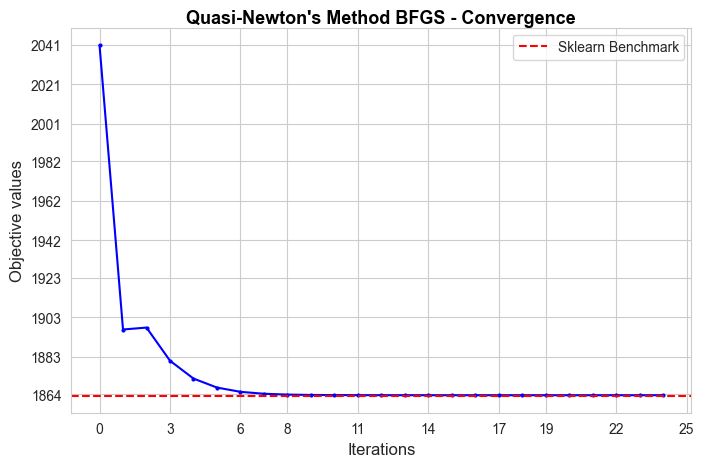 Quasi-Newton's Method BFGS - Convergence
Sklearn Benchmark
Objective values
2041
2021
2001
1982
1962
1942
1923
1903
1883
1864
0 3 6 8 11 14 17 19 22 25
Iterations